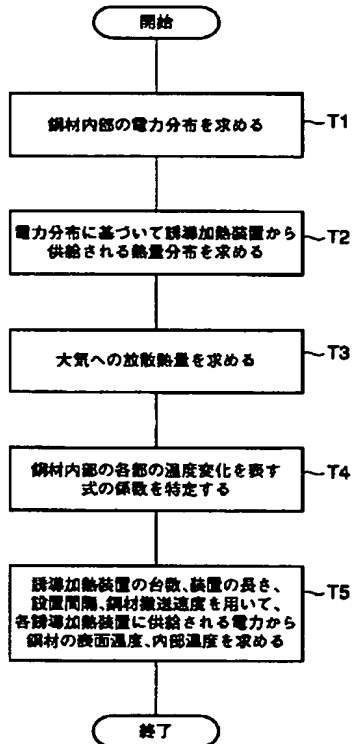 開始
鋼材内部の電力分布を求める
T1
電力分布に基づいて誘導加熱装置から
供給される熱量分布を求める
T2
大気への放散熱量を求める
T3
鋼材内部の各部の温度変化を表す
式の係数を特定する
T4
誘導加熱装置の台数、装置の長さ、
設置間隔、鋼材搬送速度を用いて、
各誘導加熱装置に供給される電力から
鋼材の表面温度、内部温度を求める
T5
終了